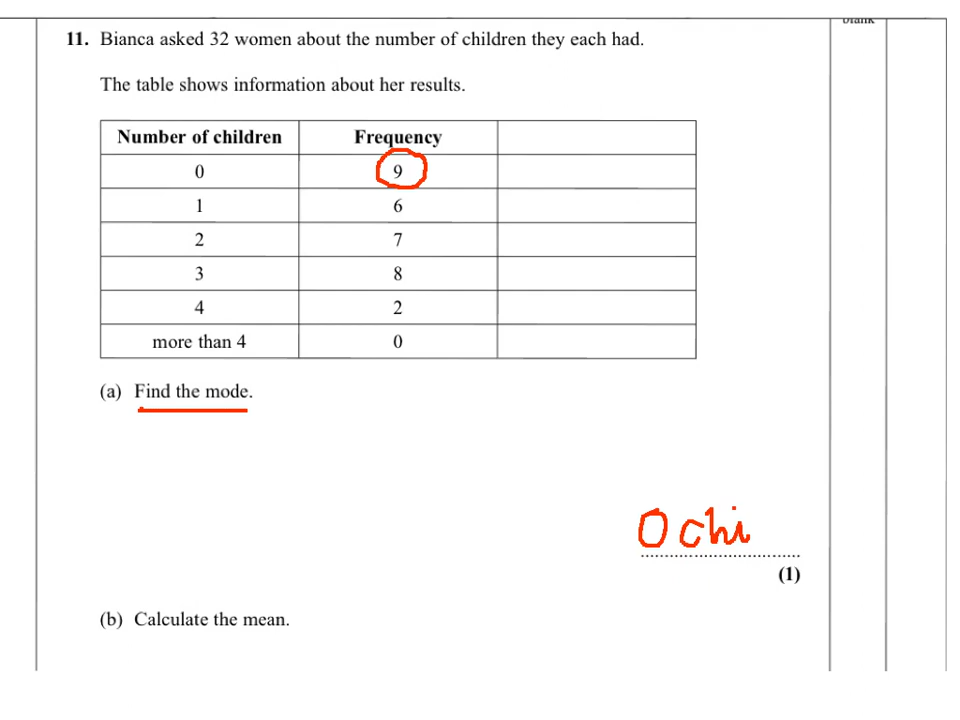 blank
11. Bianca asked 32 women about the number of children they each had.
The table shows information about her results.
Number of children Frequency
0 9
1 6
2 7
3 8
4 2
more than 4 0
(a) Find the mode.
0 chi
(1)
(b) Calculate the mean.